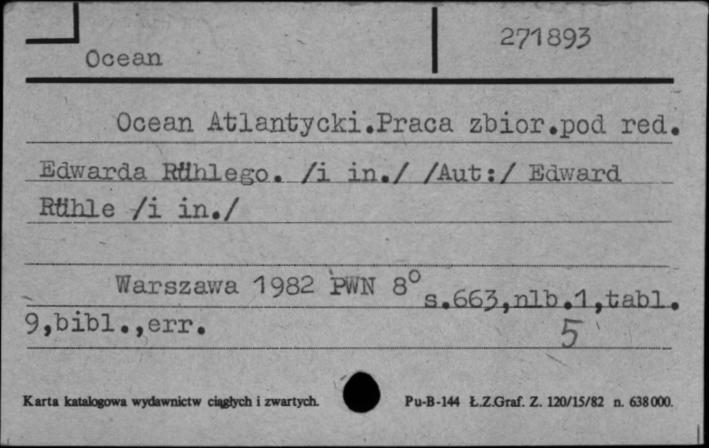 271893
Ocean
Ocean Atlantycki.Praca zbior.pod red.
Edwarda Rühlego. /i in./ /Aut:/ Edward
Rühle /i in./
Warszawa 1982 PWN 8° s.663,nlb.1,tabl.
9,bibl.,err. 5
Karta katalogowa wydawnictw ciągłych i zwartych. Pu-B-144 Ł.Z.Graf. Z. 120/15/82 n. 638000.